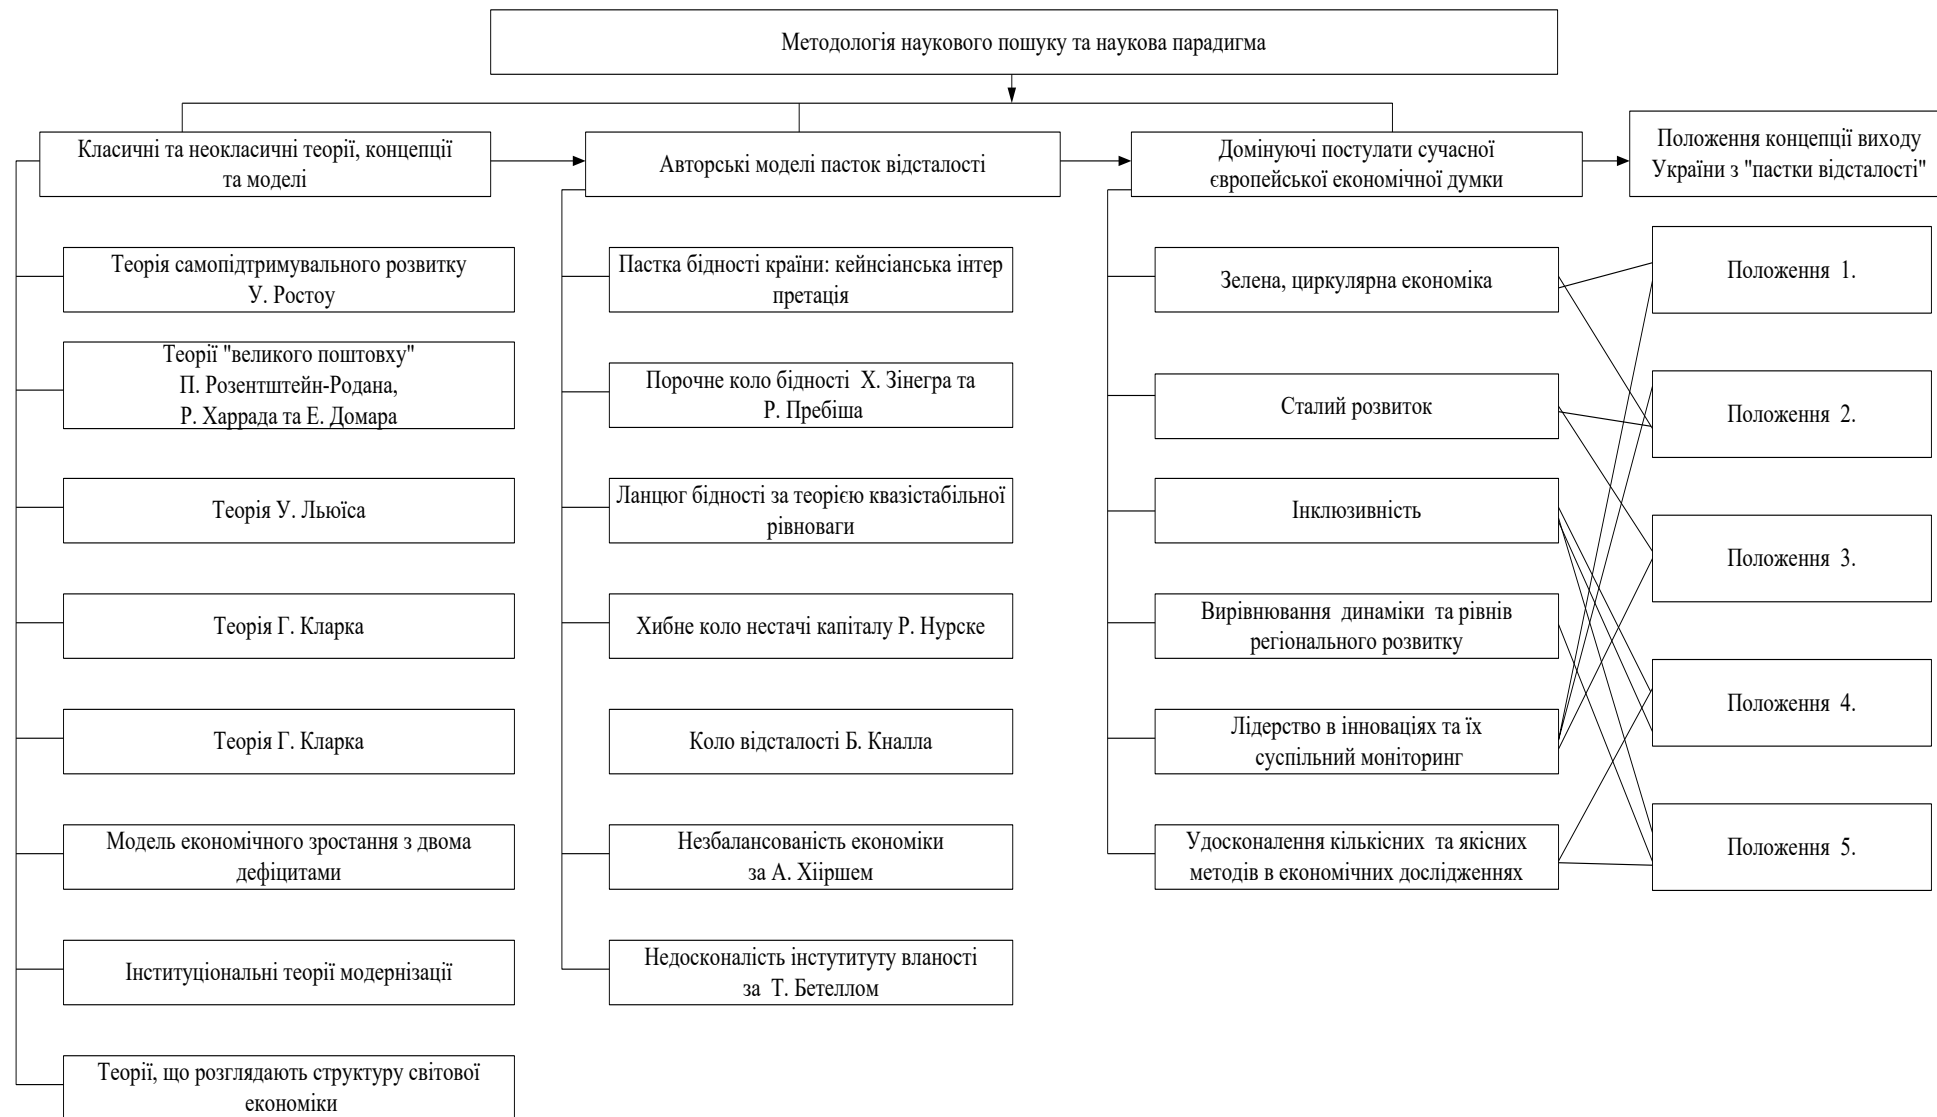 Методологія наукового пошуку та наукова парадигма
Класичні та неокласичні теорії, концепції
та моделі
Авторські моделі пасток відсталості
Домінуючі постулати сучасної
європейської економічної думки
Положення концепції виходу
України з "пастки відсталості"
Теорія самопідтримувального розвитку
У. Ростоу
Теорії "великого поштовху"
П. Розентштейн-Родана,
Р. Харрада та Е. Домара
Теорія У. Льюїса
Теорія Г. Кларка
Теорія Г. Кларка
Модель економічного зростання з двома
дефіцитами
Інституціональні теорії модернізації
Теорії, що розглядають структуру світової
економіки
Пастка бідності країни: кейнсіанська інтер
претація
Порочне коло бідності Х. Зінегра та
Р. Пребіша
Ланцюг бідності за теорією квазістабільної
рівноваги
Хибне коло нестачі капіталу Р. Нурске
Коло відсталості Б. Кналла
Незбалансованість економіки
за А. Хііршем
Недосконалість інстутитуту вланості
за Т. Бетеллом
Зелена, циркулярна економіка
Сталий розвиток
Інклюзивність
Вирівнювання динаміки та рівнів
регіонального розвитку
Лідерство в інноваціях та їх
суспільний моніторинг
Удосконалення кількісних та якісних
методів в економічних дослідженнях
Положення 1.
Положення 2.
Положення 3.
Положення 4.
Положення 5.